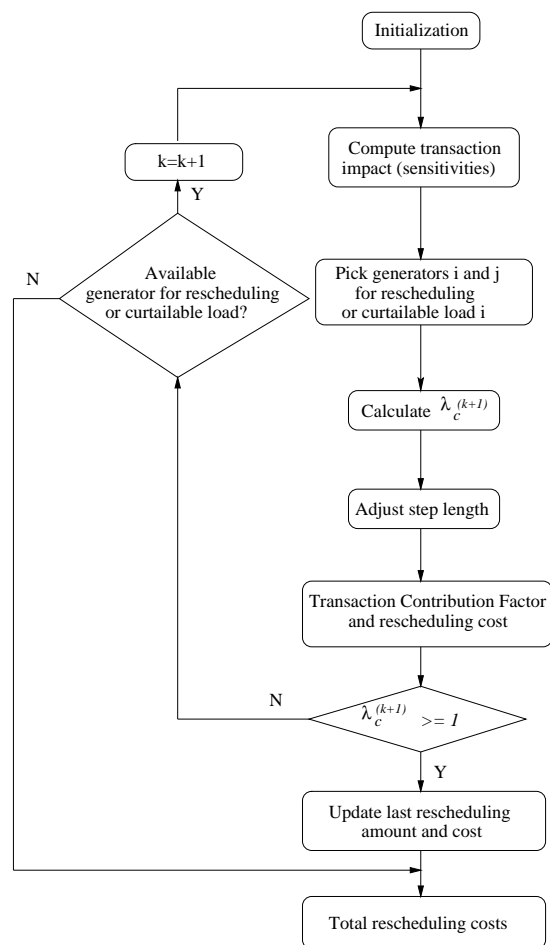 Initialization
Compute transaction
impact (sensitivities)
k=k+1
Y
N
Available
generator for rescheduling
or curtailable load?
Pick generators i and j
for rescheduling
or curtailable load i
Calculate λ_c^(k+1)
Adjust step length
Transaction Contribution Factor
and rescheduling cost
N
λ_c^(k+1) >= 1
Y
Update last rescheduling
amount and cost
Total rescheduling costs